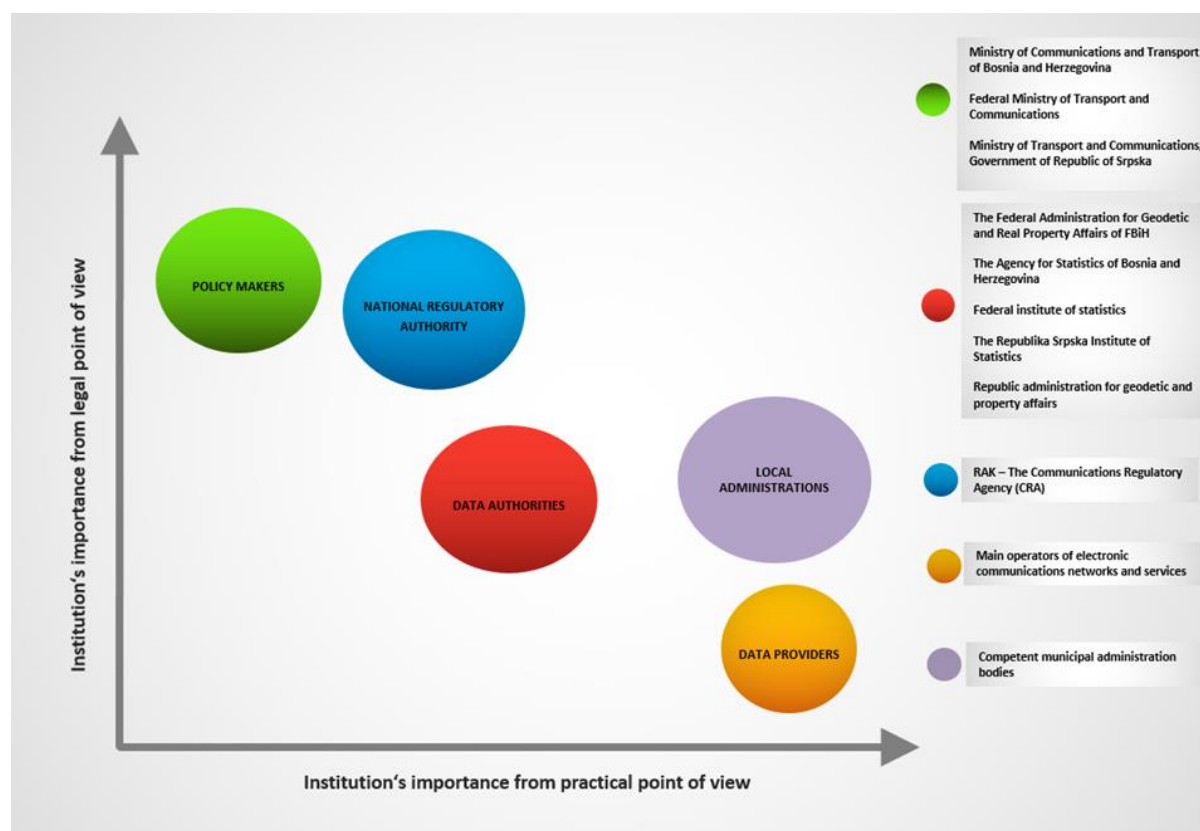 Institution's importance from legal point of view
POLICY MAKERS
NATIONAL REGULATORY
AUTHORITY
DATA AUTHORITIES
LOCAL
ADMINISTRATIONS
DATA PROVIDERS
Institution's importance from practical point of view
Ministry of Communications and Transport
of Bosnia and Herzegovina
Federal Ministry of Transport and
Communications
Ministry of Transport and Communications,
Government of Republic of Srpska
The Federal Administration for Geodetic
and Real Property Affairs of FBiH
The Agency for Statistics of Bosnia and
Herzegovina
Federal institute of statistics
The Republika Srpska Institute of
Statistics
Republic administration for geodetic and
property affairs
RAK – The Communications Regulatory
Agency (CRA)
Main operators of electronic
communications networks and services
Competent municipal administration
bodies